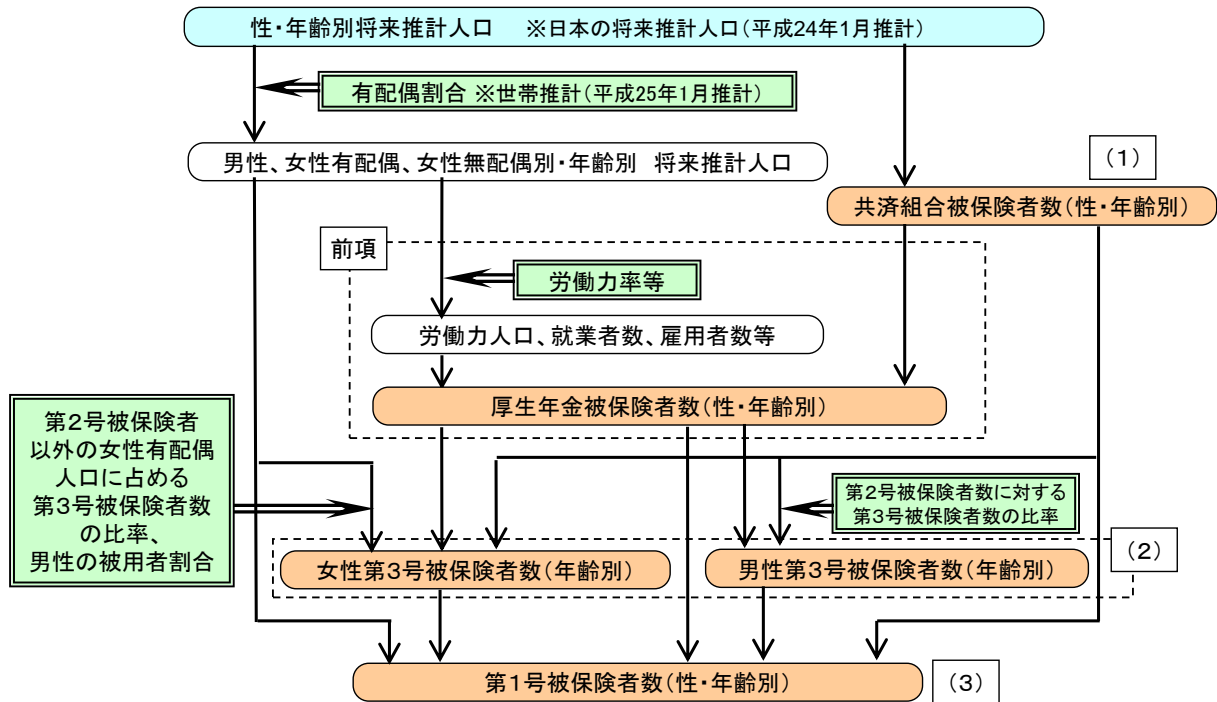 性・年齢別将来推計人口　※日本の将来推計人口(平成24年1月推計)
有配偶割合 ※世帯推計(平成25年1月推計)
男性、女性有配偶、女性無配偶別・年齢別　将来推計人口
(1)
共済組合被保険者数(性・年齢別)
前項
労働力率等
労働力人口、就業者数、雇用者数等
厚生年金被保険者数(性・年齢別)
第2号被保険者
以外の女性有配偶
人口に占める
第3号被保険者数
の比率、
男性の被用者割合
第2号被保険者数に対する
第3号被保険者数の比率
(2)
女性第3号被保険者数(年齢別)
男性第3号被保険者数(年齢別)
第1号被保険者数(性・年齢別)
(3)